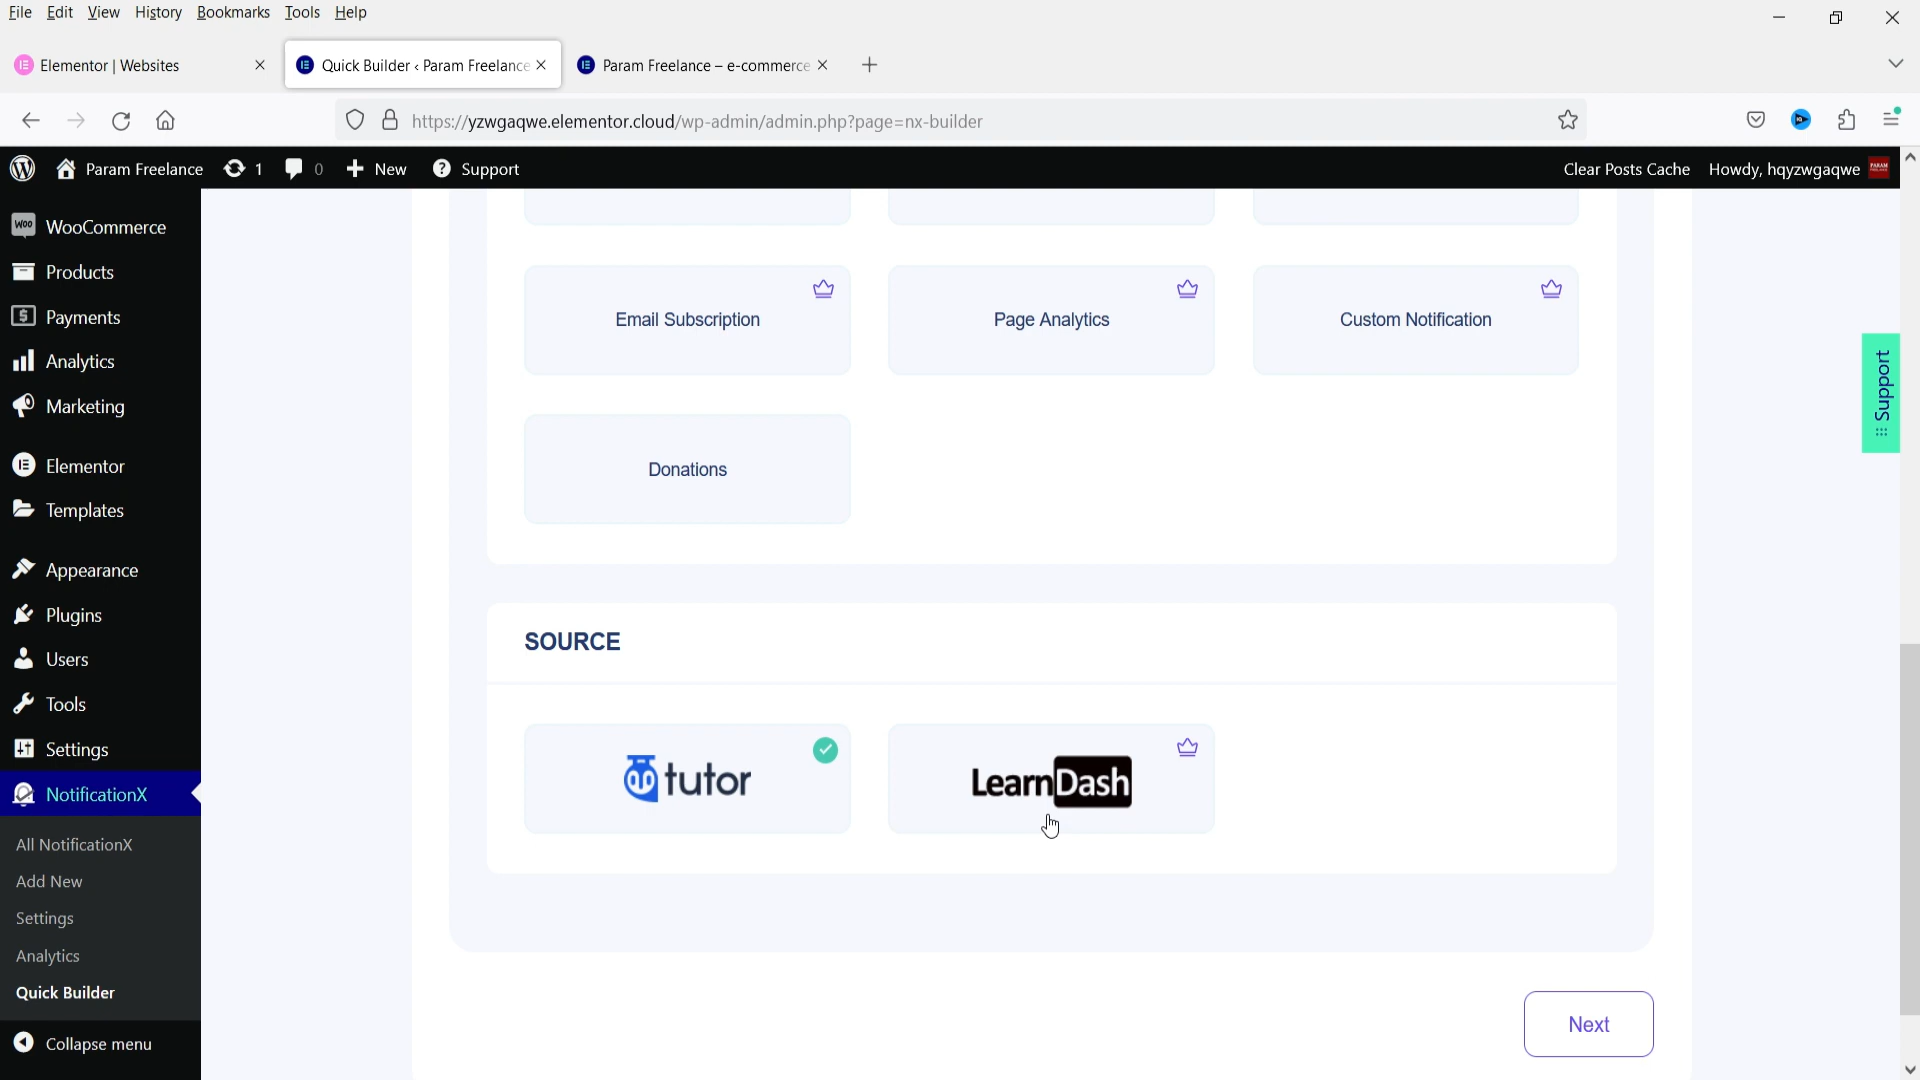 File Edit View History Bookmarks Tools Help
Elementor | Websites
Quick Builder ‹ Param Freelance
Param Freelance – e-commerce
https://yzwgaqwe.elementor.cloud/wp-admin/admin.php?page=nx-builder
Param Freelance 1 0 New Support Clear Posts Cache Howdy, hqyzwgaqwe PARAM
WooCommerce
Products
Payments
Analytics
Marketing
Elementor
Templates
Appearance
Plugins
Users
Tools
Settings
NotificationX
All NotificationX
Add New
Settings
Analytics
Quick Builder
Collapse menu
Email Subscription
Page Analytics
Custom Notification
Donations
SOURCE
tutor
LearnDash
Next
Support